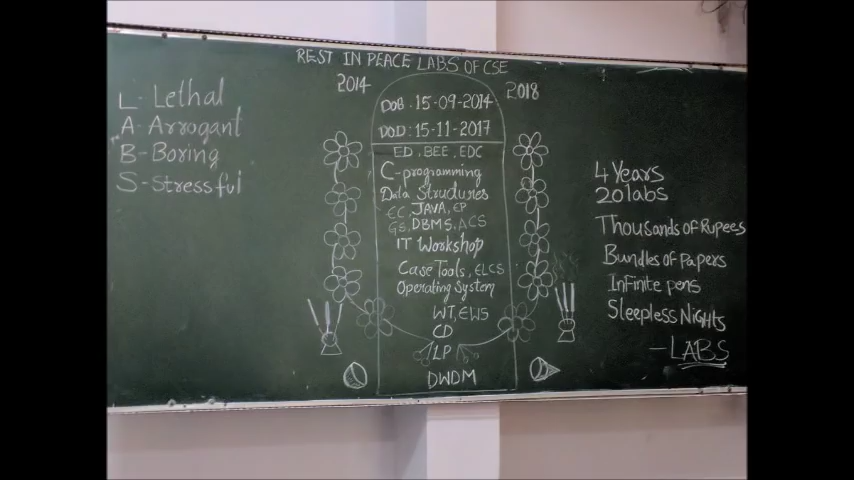 REST IN PEACE LABS OF CSE
2014
2018
L - Lethal
A - Arrogant
B - Boring
S - Stressful
DOB : 15-09-2014
DOD : 15-11-2017
ED, BEE, EDC
C-programming
Data Structures
EC, JAVA, EP
GS, DBMS, ACS
IT Workshop
Case Tools, ELCS
Operating System
WT, EWS
CD
LP
DWDM
4 Years
20 labs
Thousands of Rupees
Bundles of papers
Infinite pens
Sleepless Nights
- LABS